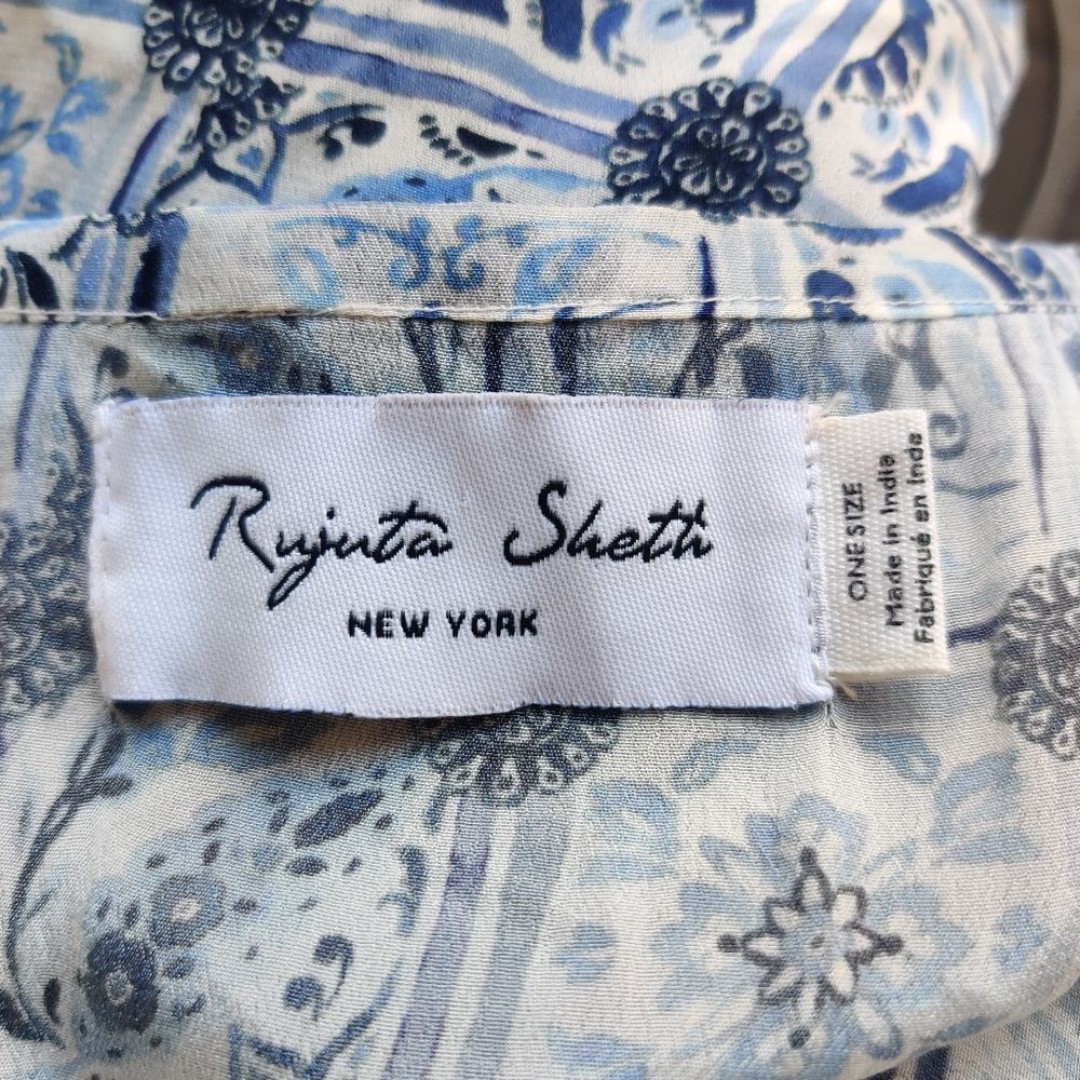 Rujuta Sheth
NEW YORK
ONE SIZE
Made in India
Fabriqué en Inde